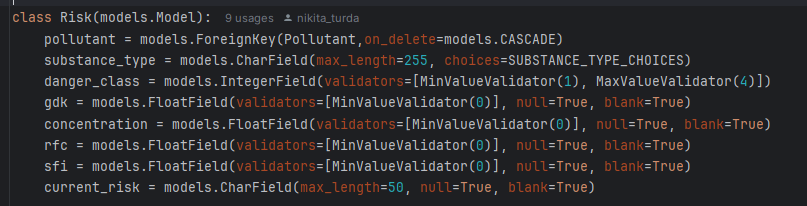 class Risk(models.Model): 9 usages nikita_turda
pollutant = models.ForeignKey(Pollutant,on_delete=models.CASCADE)
substance_type = models.CharField(max_length=255, choices=SUBSTANCE_TYPE_CHOICES)
danger_class = models.IntegerField(validators=[MinValueValidator(1), MaxValueValidator(4)])
gdk = models.FloatField(validators=[MinValueValidator(0)], null=True, blank=True)
concentration = models.FloatField(validators=[MinValueValidator(0)], null=True, blank=True)
rfc = models.FloatField(validators=[MinValueValidator(0)], null=True, blank=True)
sfi = models.FloatField(validators=[MinValueValidator(0)], null=True, blank=True)
current_risk = models.CharField(max_length=50, null=True, blank=True)